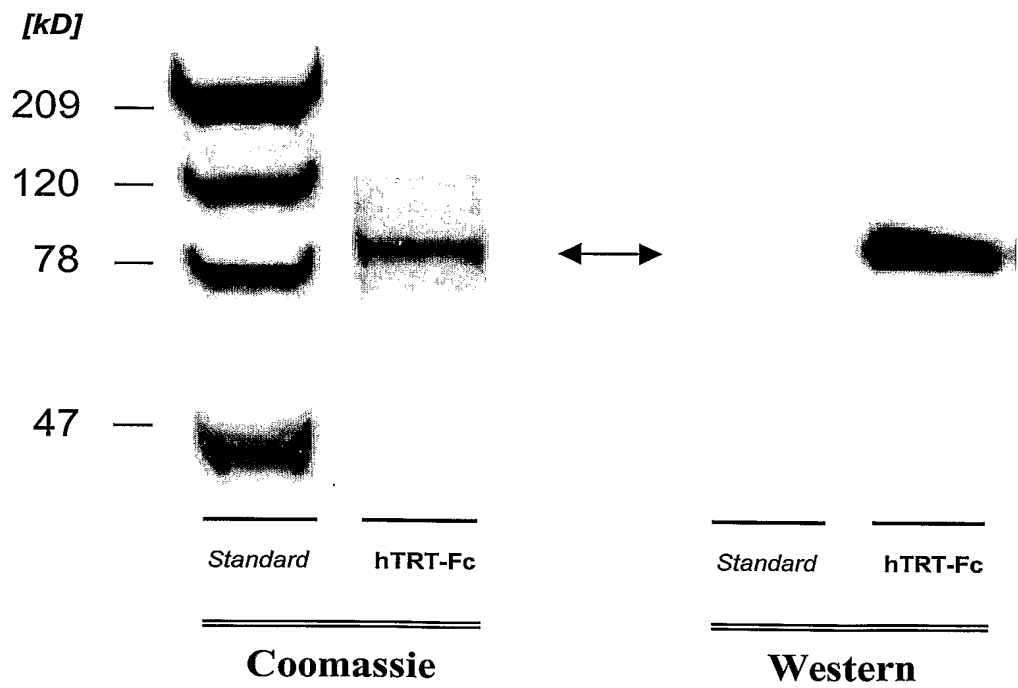 [kD]
209
120
78
47
Standard hTRT-Fc Standard hTRT-Fc
Coomassie Western